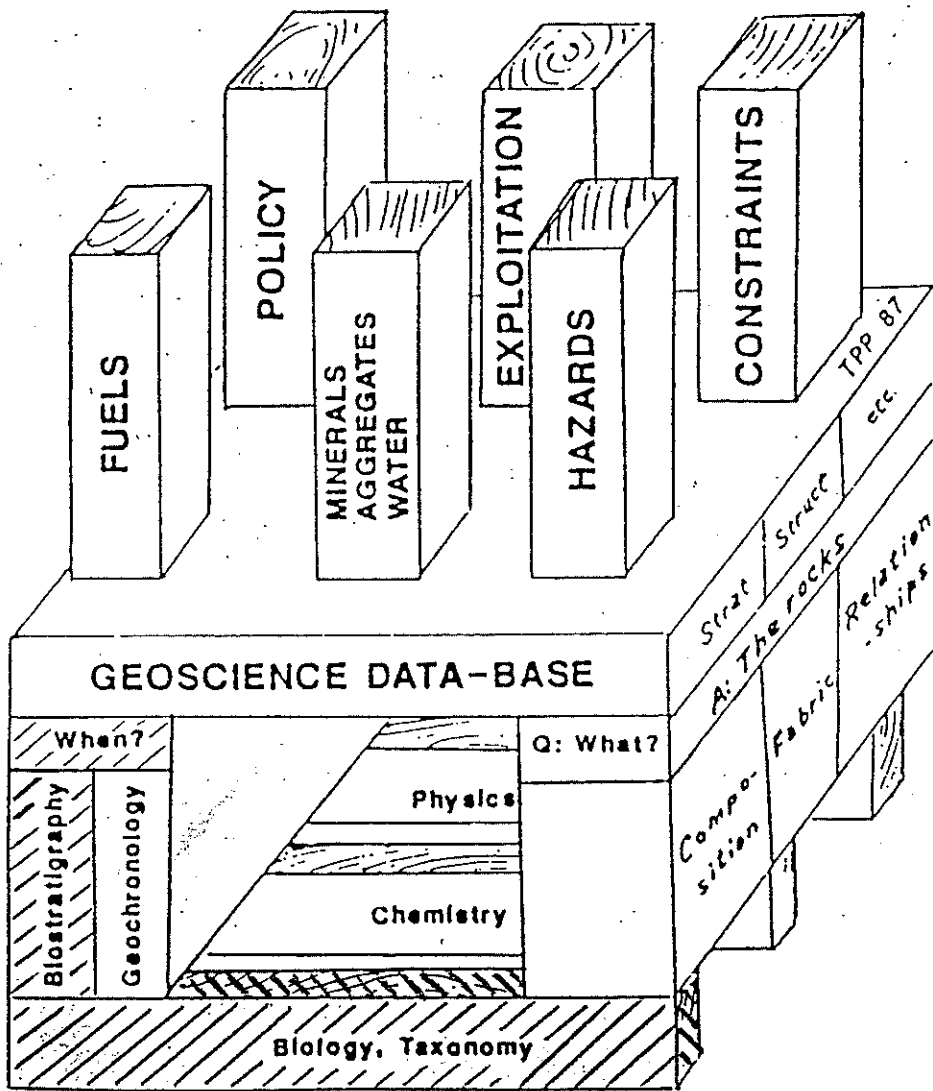 POLICY
EXPLOITATION
CONSTRAINTS
FUELS
MINERALS
AGGREGATES
WATER
HAZARDS
TPP 87
Strat
Struct
etc.
GEOSCIENCE DATA-BASE
A: The rocks
When?
Q: What?
Biostratigraphy
Geochronology
Physics
Chemistry
Compo-
sition
Fabric
Relation
-ships
Biology, Taxonomy